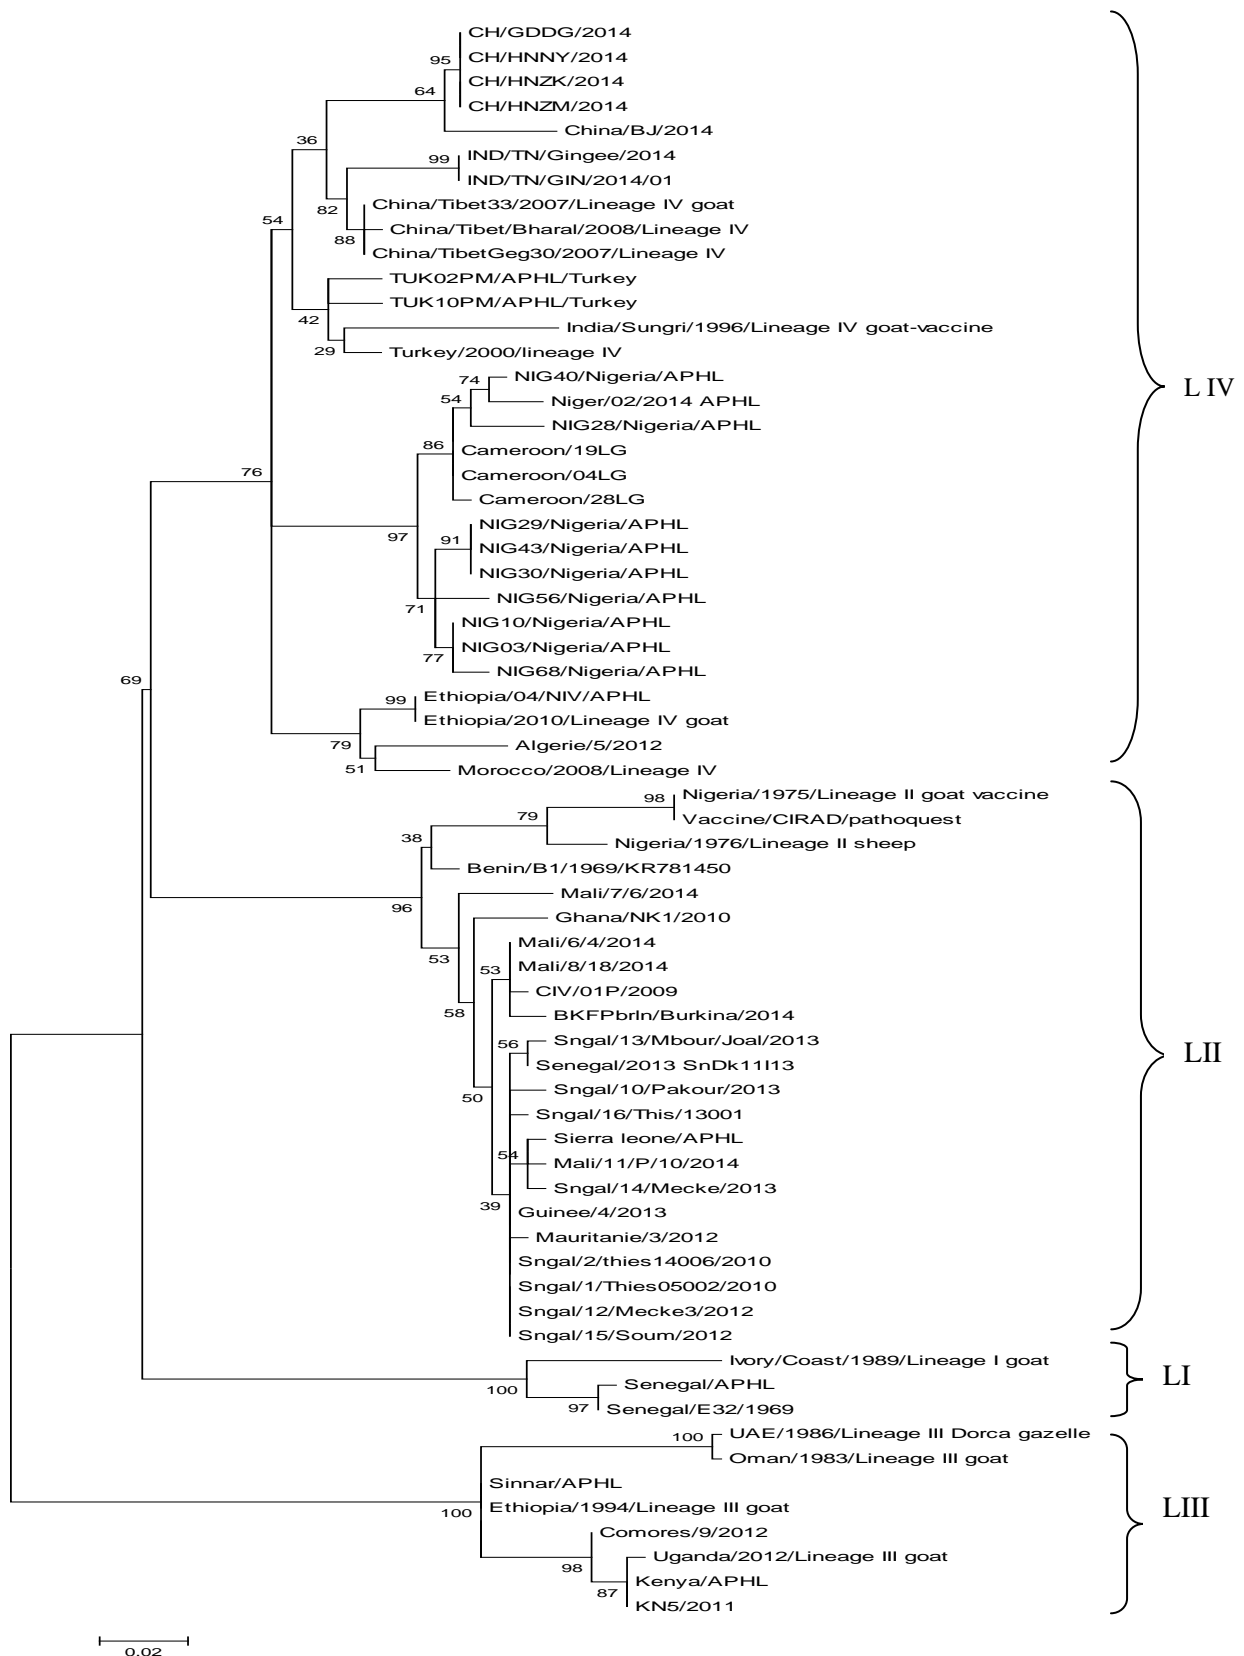 CH/GDDG/2014
95
CH/HNNY/2014
CH/HNZK/2014
64
CH/HNZM/2014
China/BJ/2014
36
99
IND/TN/Gingee/2014
IND/TN/GIN/2014/01
82
China/Tibet33/2007/Lineage IV goat
54
China/Tibet/Bharal/2008/Lineage IV
88
China/TibetGeg30/2007/Lineage IV
TUK02PM/APHL/Turkey
TUK10PM/APHL/Turkey
42
India/Sungri/1996/Lineage IV goat-vaccine
29
Turkey/2000/lineage IV
74
NIG40/Nigeria/APHL
L IV
54
Niger/02/2014 APHL
NIG28/Nigeria/APHL
86
Cameroon/19LG
76
Cameroon/04LG
Cameroon/28LG
NIG29/Nigeria/APHL
97
91
NIG43/Nigeria/APHL
NIG30/Nigeria/APHL
71
NIG56/Nigeria/APHL
NIG10/Nigeria/APHL
NIG03/Nigeria/APHL
77
NIG68/Nigeria/APHL
69
99
Ethiopia/04/NIV/APHL
Ethiopia/2010/Lineage IV goat
79
Algerie/5/2012
51
Morocco/2008/Lineage IV
98
Nigeria/1975/Lineage II goat vaccine
79
Vaccine/CIRAD/pathoquest
38
Nigeria/1976/Lineage II sheep
Benin/B1/1969/KR781450
96
Mali/7/6/2014
Ghana/NK1/2010
53
Mali/6/4/2014
53
Mali/8/18/2014
CIV/01P/2009
58
BKFPbrIn/Burkina/2014
56
Sngal/13/Mbour/Joal/2013
LII
Senegal/2013 SnDk11I13
50
Sngal/10/Pakour/2013
Sngal/16/This/13001
Sierra leone/APHL
54
Mali/11/P/10/2014
Sngal/14/Mecke/2013
39
Guinee/4/2013
Mauritanie/3/2012
Sngal/2/thies14006/2010
Sngal/1/Thies05002/2010
Sngal/12/Mecke3/2012
Sngal/15/Soum/2012
Ivory/Coast/1989/Lineage I goat
LI
100
Senegal/APHL
97
Senegal/E32/1969
100
UAE/1986/Lineage III Dorca gazelle
Oman/1983/Lineage III goat
Sinnar/APHL
100
Ethiopia/1994/Lineage III goat
LIII
Comores/9/2012
98
Uganda/2012/Lineage III goat
87
Kenya/APHL
KN5/2011
0.02